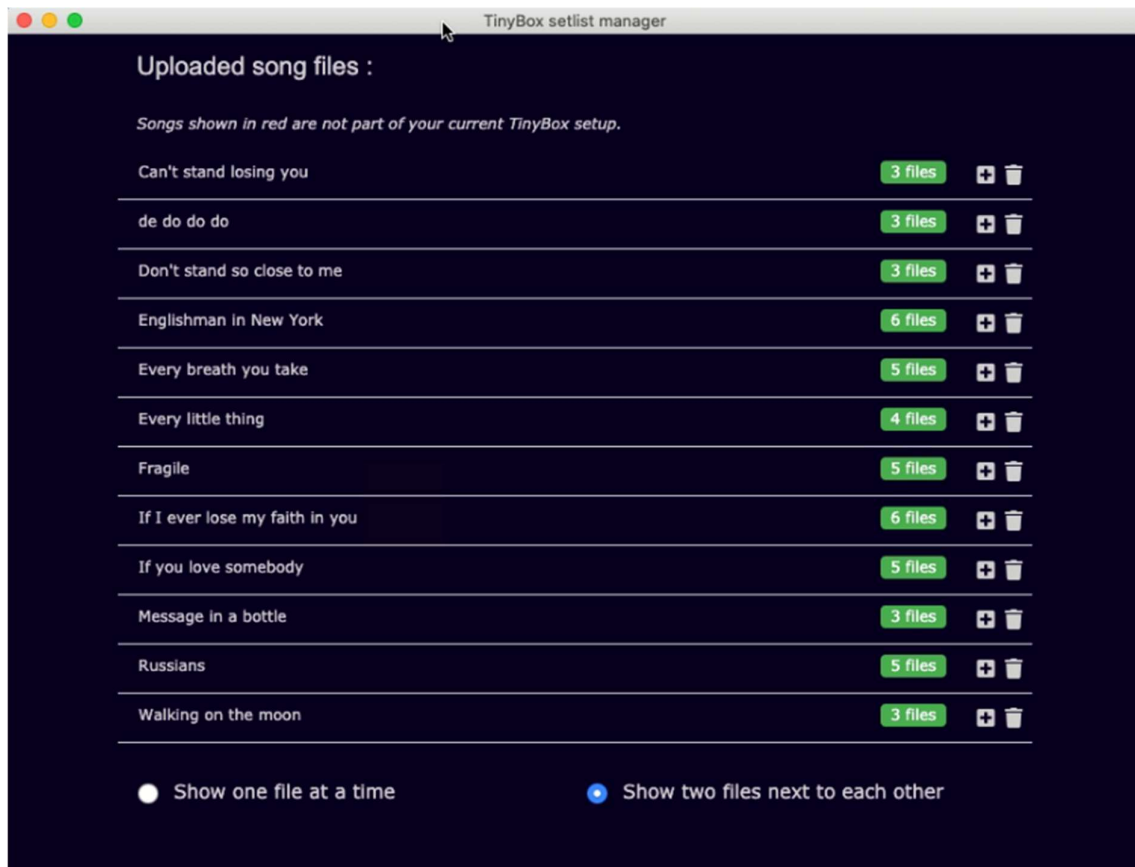 TinyBox setlist manager
Uploaded song files :
Songs shown in red are not part of your current TinyBox setup.
Can't stand losing you 3 files
de do do do 3 files
Don't stand so close to me 3 files
Englishman in New York 6 files
Every breath you take 5 files
Every little thing 4 files
Fragile 5 files
If I ever lose my faith in you 6 files
If you love somebody 5 files
Message in a bottle 3 files
Russians 5 files
Walking on the moon 3 files
Show one file at a time Show two files next to each other